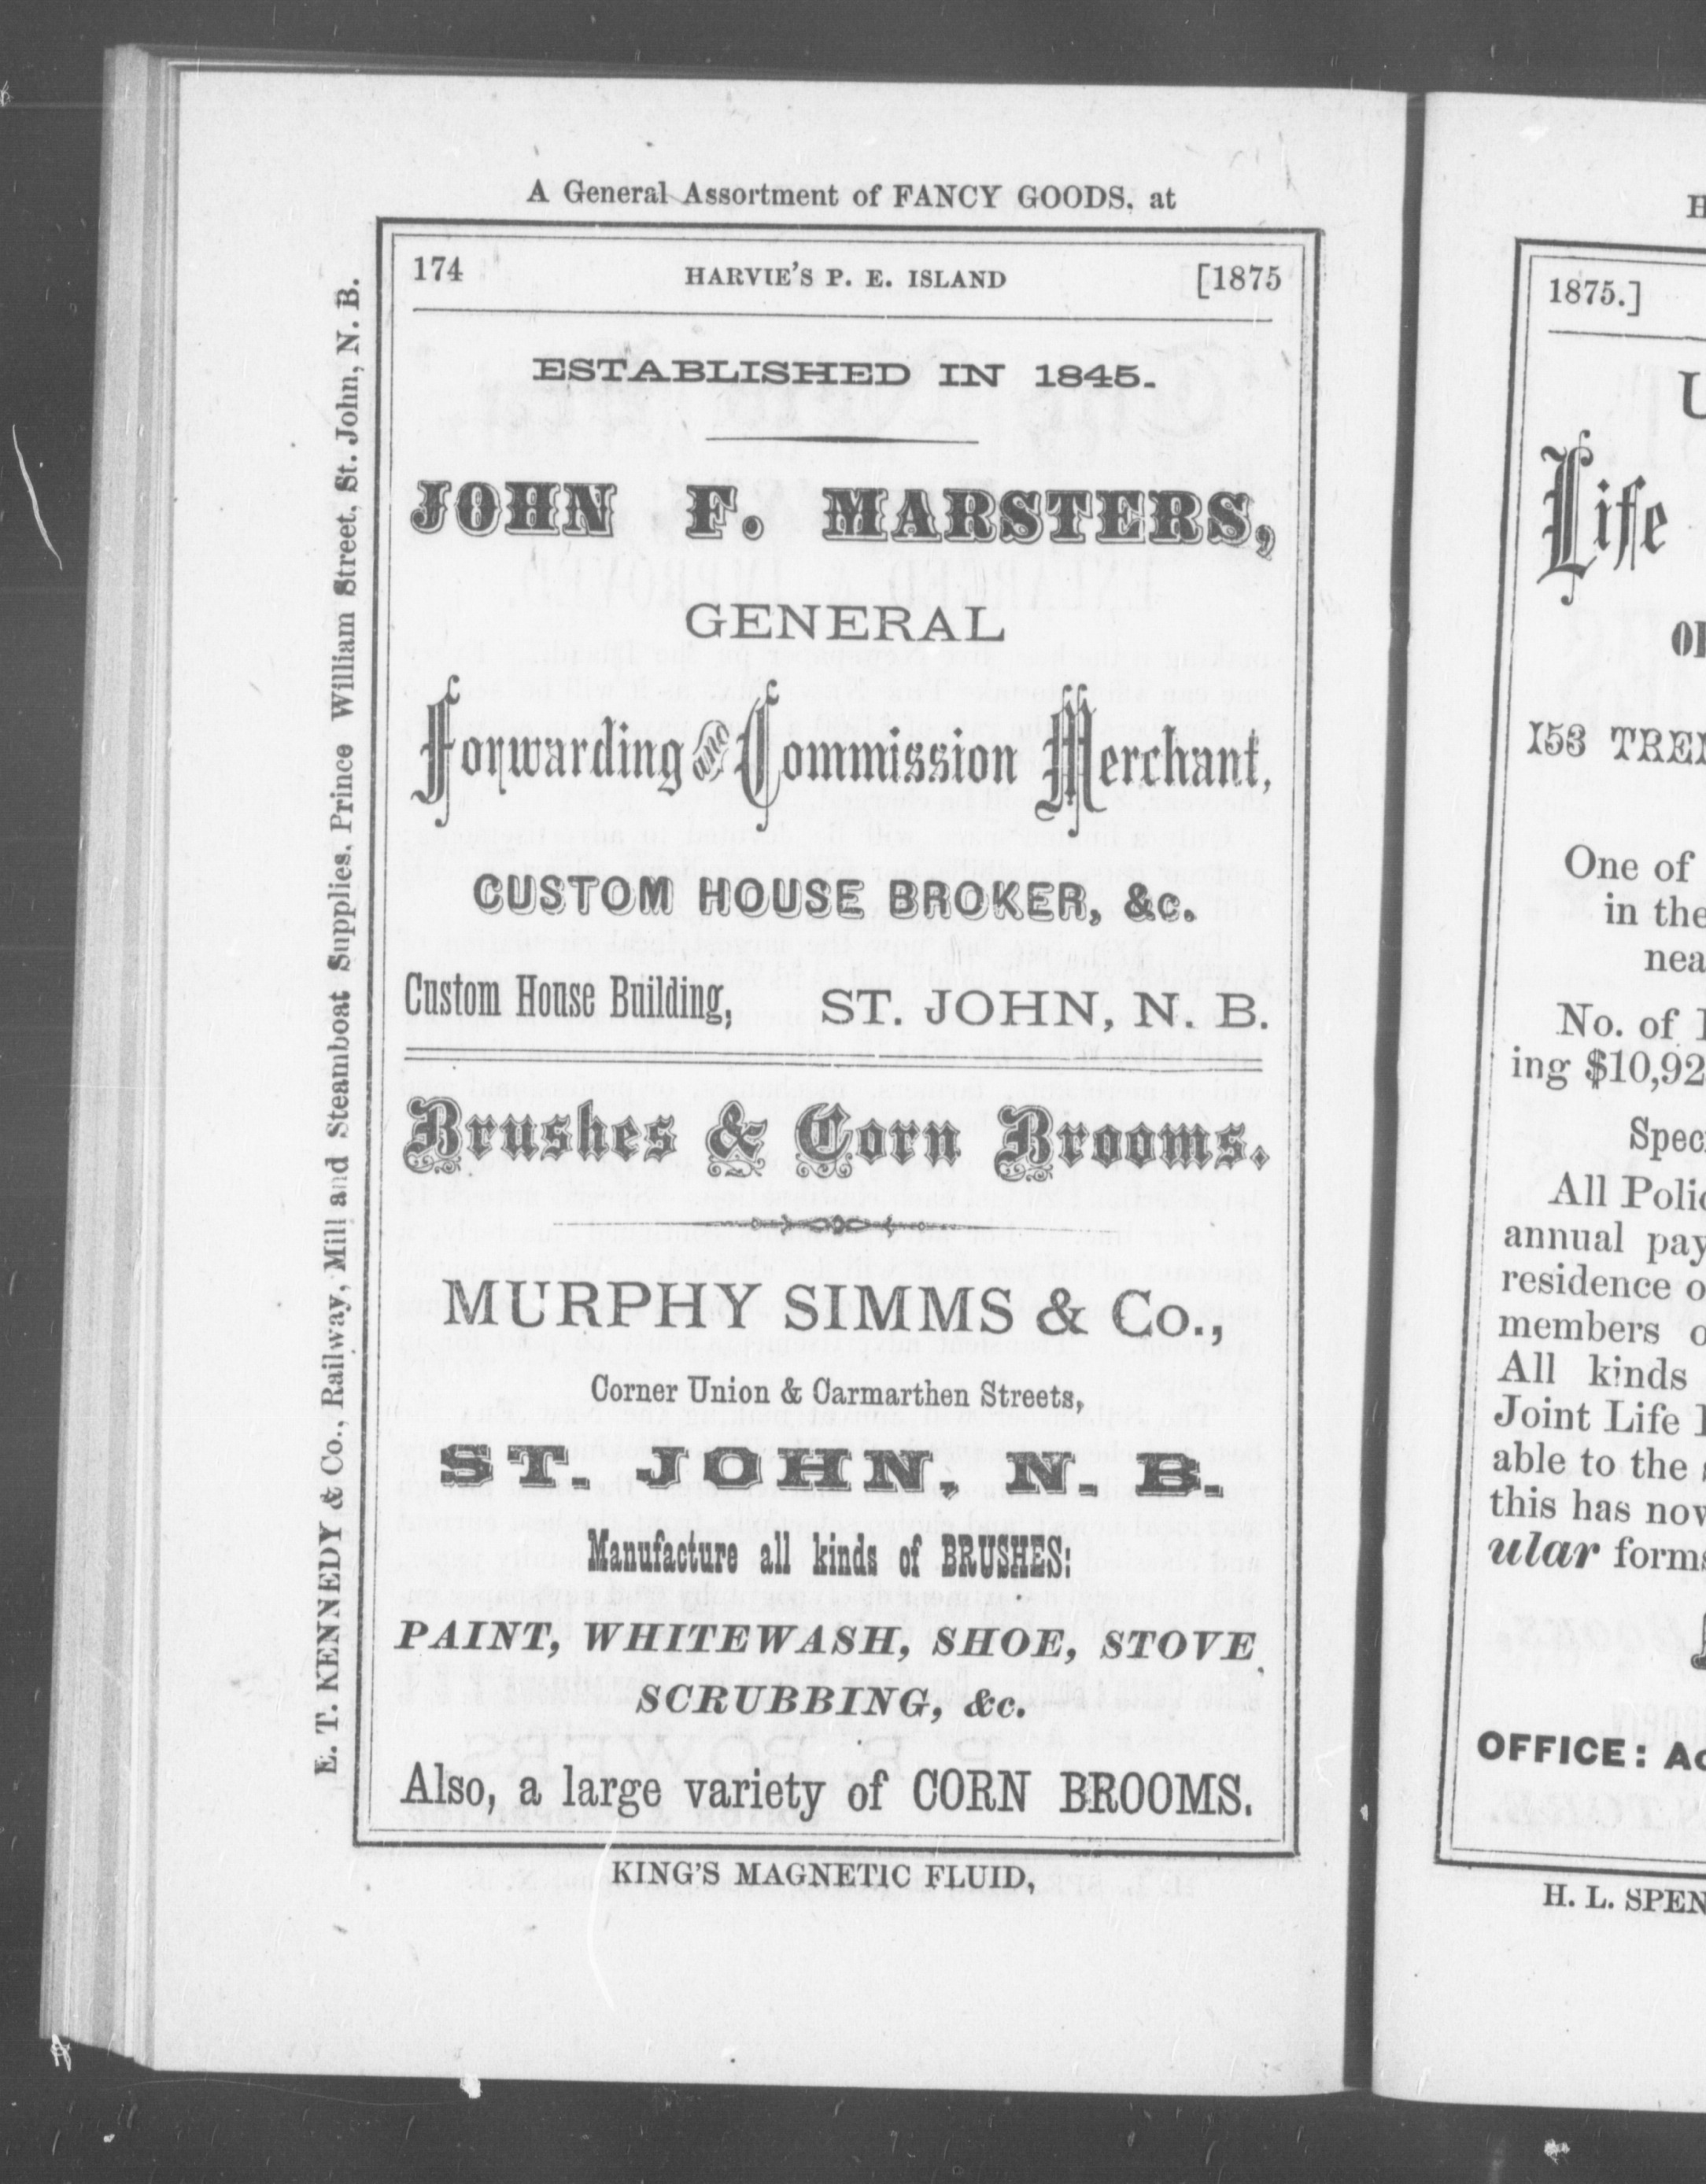 A General Assortment of FANCY GOODS, at
174 HARVIE'S P. E. ISLAND [1875
ESTABLISHED IN 1845.
JOHN F. MARSTERS,
GENERAL
Forwarding and Commission Merchant,
CUSTOM HOUSE BROKER, &c.
Custom House Building, ST. JOHN, N. B.
Brushes & Corn Brooms.
MURPHY SIMMS & Co.,
Corner Union & Carmarthen Streets,
ST. JOHN, N. B.
Manufacture all kinds of BRUSHES:
PAINT, WHITEWASH, SHOE, STOVE
SCRUBBING, &c.
Also, a large variety of CORN BROOMS.
KING'S MAGNETIC FLUID,
E. T. KENNEDY & Co., Railway, Mill and Steamboat Supplies, Prince William Street, St. John, N. B.
1875.]
Life
153
One of
in the
No. of
ing $10,92
All
annual
residence
members
All kinds
Joint Life
able to the
this has
ular
OFFICE:
H. L.